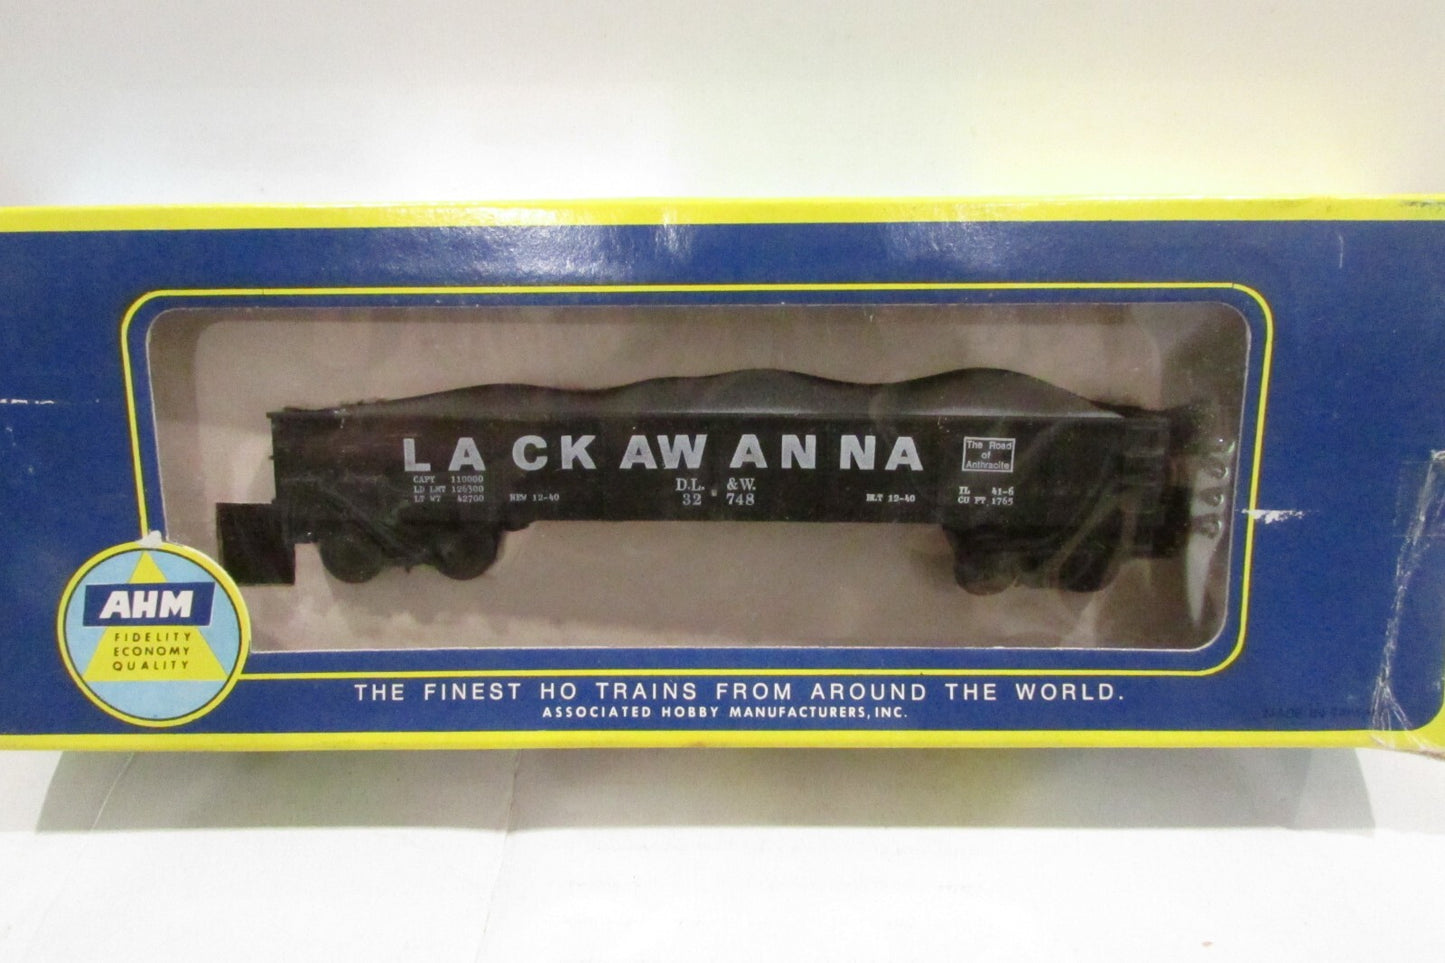 LACKAWANNA
The Road
of
Anthracite
CAPY 110000
LD LMT 126300
LT WT 42700
NEW 12-40
D.L. & W.
32 748
BLT 12-40
IL 41-6
CU FT 1765
AHM
FIDELITY
ECONOMY
QUALITY
THE FINEST HO TRAINS FROM AROUND THE WORLD.
ASSOCIATED HOBBY MANUFACTURERS, INC.
MADE IN